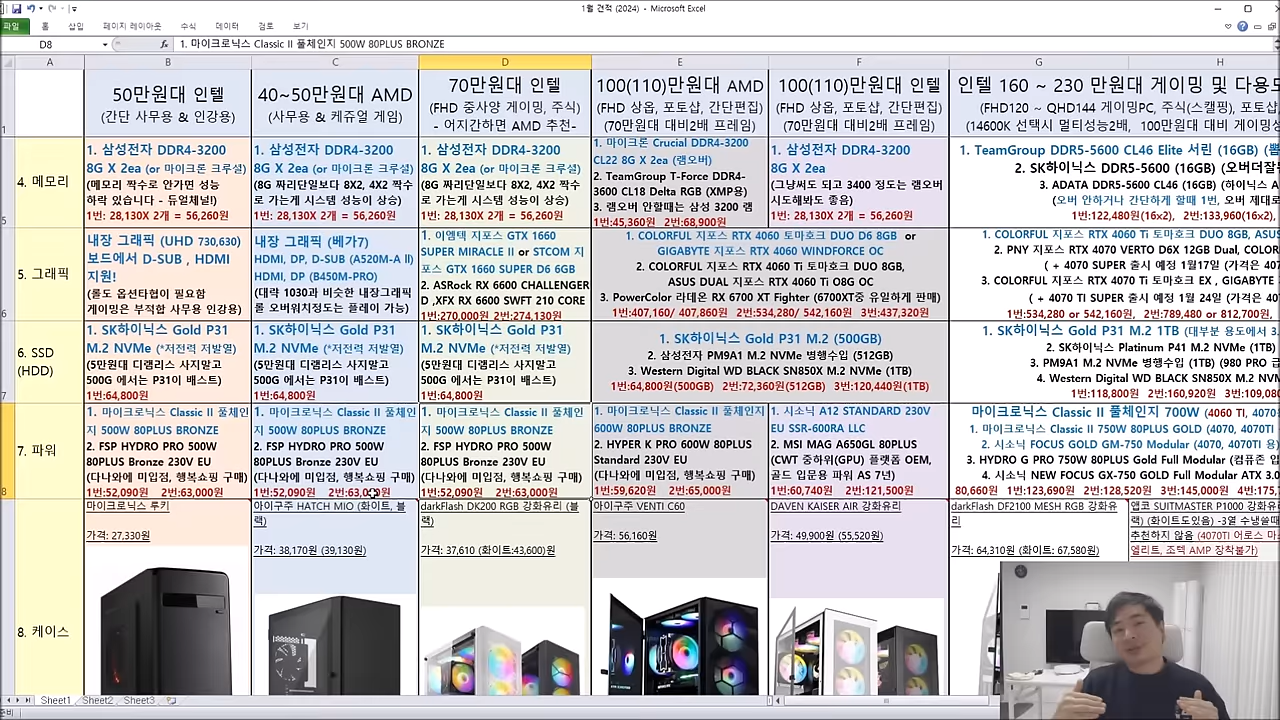 1월 견적 (2024) - Microsoft Excel
파일 홈 삽입 페이지 레이아웃 수식 데이터 검토 보기
D8 fx 1. 마이크로닉스 Classic II 풀체인지 500W 80PLUS BRONZE
A B C D E F G H
1
50만원대 인텔
(간단 사무용 & 인강용)
40~50만원대 AMD
(사무용 & 케쥬얼 게임)
70만원대 인텔
(FHD 중사양 게이밍, 주식)
- 어지간하면 AMD 추천-
100(110)만원대 AMD
(FHD 상옵, 포토샵, 간단편집)
(70만원대 대비2배 프레임)
100(110)만원대 인텔
(FHD 상옵, 포토샵, 간단편집)
(70만원대 대비2배 프레임)
인텔 160 ~ 230 만원대 게이밍 및 다용도
(FHD120 ~ QHD144 게이밍PC, 주식(스캘핑), 포토샵
(14600K 선택시 멀티성능2배, 100만원대 대비 게이밍성
4. 메모리
5
1. 삼성전자 DDR4-3200
8G X 2ea (or 마이크론 크루셜)
(메모리 짝수로 안가면 성능
하락 있습니다 - 듀얼채널!)
1번: 28,130X 2개 = 56,260원
1. 삼성전자 DDR4-3200
8G X 2ea (or 마이크론 크루셜)
(8G 짜리단일보다 8X2, 4X2 짝수
로 가는게 시스템 성능이 상승)
1번: 28,130X 2개 = 56,260원
1. 삼성전자 DDR4-3200
8G X 2ea (or 마이크론 크루셜)
(8G 짜리단일보다 8X2, 4X2 짝수
로 가는게 시스템 성능이 상승)
1번: 28,130X 2개 = 56,260원
1. 마이크론 Crucial DDR4-3200
CL22 8G X 2ea (램오버)
2. TeamGroup T-Force DDR4-
3600 CL18 Delta RGB (XMP용)
3. 램오버 안할때는 삼성 3200 램
1번:45,360원 2번:68,900원
1. 삼성전자 DDR4-3200
8G X 2ea
(그냥써도 되고 3400 정도는 램오버
시도해봐도 좋음)
1번: 28,130X 2개 = 56,260원
1. TeamGroup DDR5-5600 CL46 Elite 서린 (16GB) (뽑
2. SK하이닉스 DDR5-5600 (16GB) (오버더질
3. ADATA DDR5-5600 CL46 (16GB) (하이닉스 A
(오버 안하거나 간단하게 할때 1번, 오버 제대로
1번:122,480원(16x2), 2번:133,960(16x2),
5. 그래픽
6
내장 그래픽 (UHD 730,630)
보드에서 D-SUB , HDMI
지원!
(롤도 옵션타협이 필요함
게이밍은 부적합 사무용 인강용)
내장 그래픽 (베가7)
HDMI, DP, D-SUB (A520M-A II)
HDMI, DP (B450M-PRO)
(대략 1030과 비슷한 내장그래픽
롤 오버워치정도는 플레이 가능)
1. 이엠텍 지포스 GTX 1660
SUPER MIRACLE II or STCOM 지
포스 GTX 1660 SUPER D6 6GB
2. ASRock RX 6600 CHALLENGER
D ,XFX RX 6600 SWFT 210 CORE
1번:270,000원 2번:274,130원
1. COLORFUL 지포스 RTX 4060 토마호크 DUO D6 8GB or
GIGABYTE 지포스 RTX 4060 WINDFORCE OC
2. COLORFUL 지포스 RTX 4060 Ti 토마호크 DUO 8GB,
ASUS DUAL 지포스 RTX 4060 Ti O8G OC
3. PowerColor 라데온 RX 6700 XT Fighter (6700XT중 유일하게 판매)
1번:407,160/ 407,860원 2번:534,280/ 542,160원 3번:437,320원
1. COLORFUL 지포스 RTX 4060 Ti 토마호크 DUO 8GB, ASUS
2. PNY 지포스 RTX 4070 VERTO D6X 12GB Dual, COLOR
( + 4070 SUPER 출시 예정 1월17일 (가격은 40
3. COLORFUL 지포스 RTX 4060 Ti 토마호크 EX , GIGABYTE
( + 4070 TI SUPER 출시 예정 1월 24일 (가격은 40
1번:534,280 or 542,160원, 2번:789,480 or 812,700원,
6. SSD
(HDD)
7
1. SK하이닉스 Gold P31
M.2 NVMe (*저전력 저발열)
(5만원대 디램리스 사지말고
500G 에서는 P31이 배스트)
1번:64,800원
1. SK하이닉스 Gold P31
M.2 NVMe (*저전력 저발열)
(5만원대 디램리스 사지말고
500G 에서는 P31이 배스트)
1번:64,800원
1. SK하이닉스 Gold P31
M.2 NVMe (*저전력 저발열)
(5만원대 디램리스 사지말고
500G 에서는 P31이 배스트)
1번:64,800원
1. SK하이닉스 Gold P31 M.2 (500GB)
2. 삼성전자 PM9A1 M.2 NVMe 병행수입 (512GB)
3. Western Digital WD BLACK SN850X M.2 NVMe (1TB)
1번:64,800원(500GB) 2번:72,360원(512GB) 3번:120,440원(1TB)
1. SK하이닉스 Gold P31 M.2 1TB (대부분 용도에서 3
2. SK하이닉스 Platinum P41 M.2 NVMe (1TB)
3. PM9A1 M.2 NVMe 병행수입 (1TB) (980 PRO 급
4. Western Digital WD BLACK SN850X M.2 NVMe (1TB)
1번:118,800원 2번:160,920원 3번:109,080
7. 파워
8
1. 마이크로닉스 Classic II 풀체인
지 500W 80PLUS BRONZE
2. FSP HYDRO PRO 500W
80PLUS Bronze 230V EU
(다나와에 미입점, 행복쇼핑 구매)
1번:52,090원 2번:63,000원
1. 마이크로닉스 Classic II 풀체인
지 500W 80PLUS BRONZE
2. FSP HYDRO PRO 500W
80PLUS Bronze 230V EU
(다나와에 미입점, 행복쇼핑 구매)
1번:52,090원 2번:63,000원
1. 마이크로닉스 Classic II 풀체인
지 500W 80PLUS BRONZE
2. FSP HYDRO PRO 500W
80PLUS Bronze 230V EU
(다나와에 미입점, 행복쇼핑 구매)
1번:52,090원 2번:63,000원
1. 마이크로닉스 Classic II 풀체인지
600W 80PLUS BRONZE
2. HYPER K PRO 600W 80PLUS
Standard 230V EU
(다나와에 미입점, 행복쇼핑 구매)
1번:59,620원 2번:65,000원
1. 시소닉 A12 STANDARD 230V
EU SSR-600RA LLC
2. MSI MAG A650GL 80PLUS
(CWT 중하위(GPU) 플랫폼 OEM,
골드 입문용 파워 AS 7년)
1번:60,740원 2번:121,500원
마이크로닉스 Classic II 풀체인지 700W (4060 TI, 4070
1. 마이크로닉스 Classic II 750W 80PLUS GOLD (4070, 4070TI
2. 시소닉 FOCUS GOLD GM-750 Modular (4070, 4070TI 용
3. HYDRO G PRO 750W 80PLUS Gold Full Modular (컴퓨존 입
4. 시소닉 NEW FOCUS GX-750 GOLD Full Modular ATX 3.0
80,660원 1번:123,690원 2번:128,520원 3번:145,000원 4번:175,
8. 케이스
마이크로닉스 루키
가격: 27,330원
아이구주 HATCH MIO (화이트, 블
랙)
가격: 38,170원 (39,130원)
darkFlash DK200 RGB 강화유리 (블
랙)
가격: 37,610 (화이트:43,600)원
아이구주 VENTI C60
가격: 56,160원
DAVEN KAISER AIR 강화유리
가격: 49,900원 (55,520원)
darkFlash DF2100 MESH RGB 강화유
리
가격: 64,310원 (화이트: 67,580원)
앱코 SUITMASTER P1000 강화유
랙) (화이트도있음) -3열 수냉쓸때
추천하지 않음 (4070TI 어로스 마스
엘리트, 조텍 AMP 장착불가)
Sheet1 Sheet2 Sheet3
준비